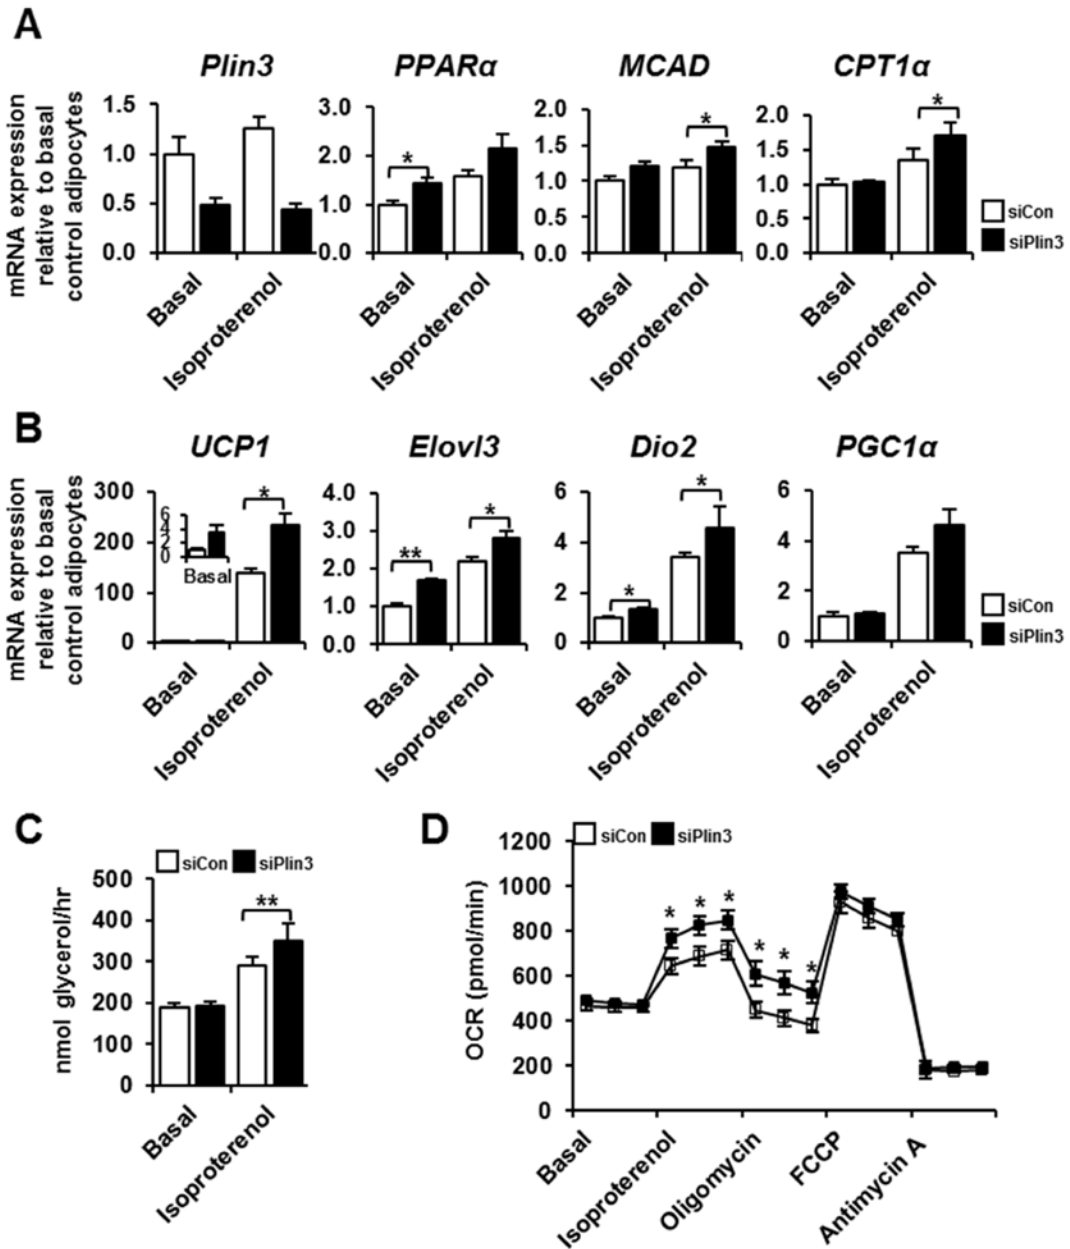 A
Plin3
PPARα
MCAD
CPT1α
mRNA expression
relative to basal
control adipocytes
1.5
1.0
0.5
0.0
3.0
2.0
1.0
0.0
2.0
1.5
1.0
0.5
0.0
2.0
1.5
1.0
0.5
0.0
*
*
*
siCon
siPlin3
Basal
Isoproterenol
Basal
Isoproterenol
Basal
Isoproterenol
Basal
Isoproterenol
B
UCP1
Elovl3
Dio2
PGC1α
mRNA expression
relative to basal
control adipocytes
300
200
100
0
6
4
2
0
Basal
*
4.0
3.0
2.0
1.0
0.0
**
*
6
4
2
0
*
*
6
4
2
0
siCon
siPlin3
Basal
Isoproterenol
Basal
Isoproterenol
Basal
Isoproterenol
Basal
Isoproterenol
C
siCon
siPlin3
nmol glycerol/hr
500
400
300
200
100
0
**
Basal
Isoproterenol
D
siCon
siPlin3
OCR (pmol/min)
1200
1000
800
600
400
200
0
* * *
* * *
Basal
Isoproterenol
Oligomycin
FCCP
Antimycin A